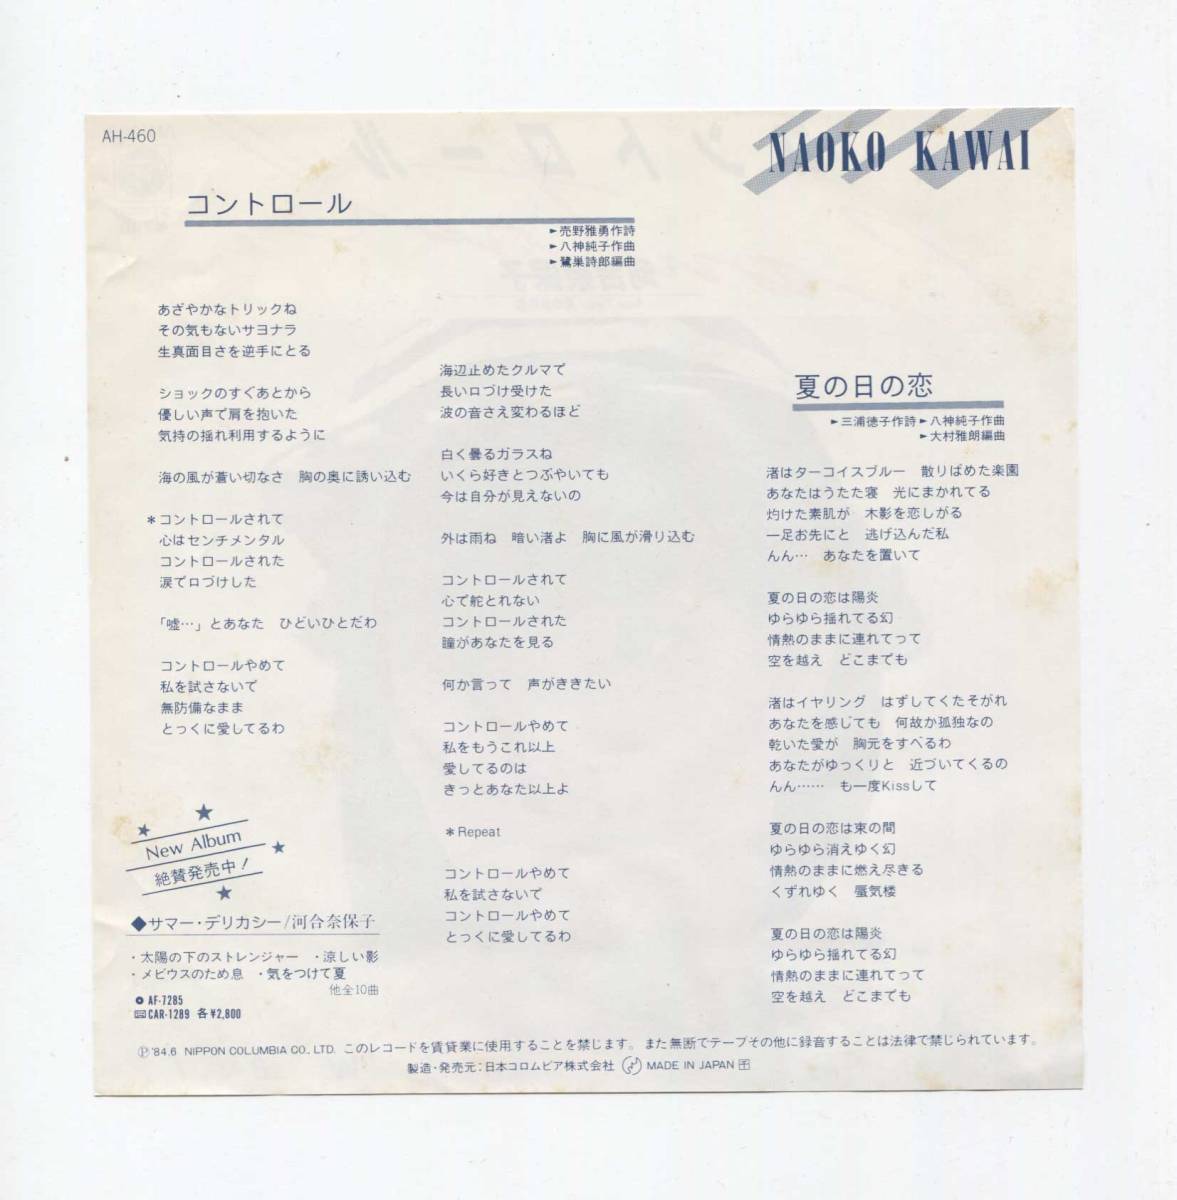 AH-460
NAOKO KAWAI
コントロール
►売野雅勇作詩
►八神純子作曲
►鷺巣詩郎編曲
あざやかなトリックね
その気もないサヨナラ
生真面目さを逆手にとる
ショックのすぐあとから
優しい声で肩を抱いた
気持の揺れ利用するように
海の風が蒼い切なさ　胸の奥に誘い込む
*コントロールされて
心はセンチメンタル
コントロールされた
涙で口づけした
「嘘…」とあなた　ひどいひとだわ
コントロールやめて
私を試さないで
無防備なまま
とっくに愛してるわ
海辺止めたクルマで
長い口づけ受けた
波の音さえ変わるほど
白く曇るガラスね
いくら好きとつぶやいても
今は自分が見えないの
外は雨ね　暗い渚よ　胸に風が滑り込む
コントロールされて
心で舵とれない
コントロールされた
瞳があなたを見る
何か言って　声がききたい
コントロールやめて
私をもうこれ以上
愛してるのは
きっとあなた以上よ
*Repeat
コントロールやめて
私を試さないで
コントロールやめて
とっくに愛してるわ
夏の日の恋
►三浦徳子作詩►八神純子作曲
►大村雅朗編曲
渚はターコイスブルー　散りばめた楽園
あなたはうたた寝　光にまかれてる
灼けた素肌が　木影を恋しがる
一足お先にと　逃げ込んだ私
んん…　あなたを置いて
夏の日の恋は陽炎
ゆらゆら揺れてる幻
情熱のままに連れてって
空を越え　どこまでも
渚はイヤリング　はずしてくたそがれ
あなたを感じても　何故か孤独なの
乾いた愛が　胸元をすべるわ
あなたがゆっくりと　近づいてくるの
んん……　も一度Kissして
夏の日の恋は束の間
ゆらゆら消えゆく幻
情熱のままに燃え尽きる
くずれゆく　蜃気楼
夏の日の恋は陽炎
ゆらゆら揺れてる幻
情熱のままに連れてって
空を越え　どこまでも
New Album
絶賛発売中!
◆サマー・デリカシー/河合奈保子
・太陽の下のストレンジャー　・涼しい影
・メビウスのため息　・気をつけて夏
他全10曲
AF-7285
CAR-1289 各¥2,800
Ⓟ'84.6 NIPPON COLUMBIA CO., LTD. このレコードを賃貸業に使用することを禁じます。また無断でテープその他に録音することは法律で禁じられています。
製造・発売元:日本コロムビア株式会社 MADE IN JAPAN